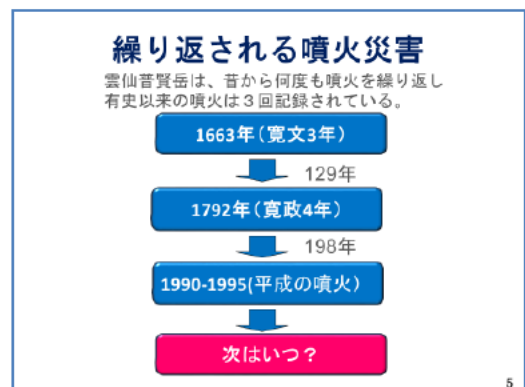 繰り返される噴火災害
雲仙普賢岳は、昔から何度も噴火を繰り返し
有史以来の噴火は３回記録されている。
1663年（寛文3年）
129年
1792年（寛政4年）
198年
1990-1995(平成の噴火）
次はいつ？
5